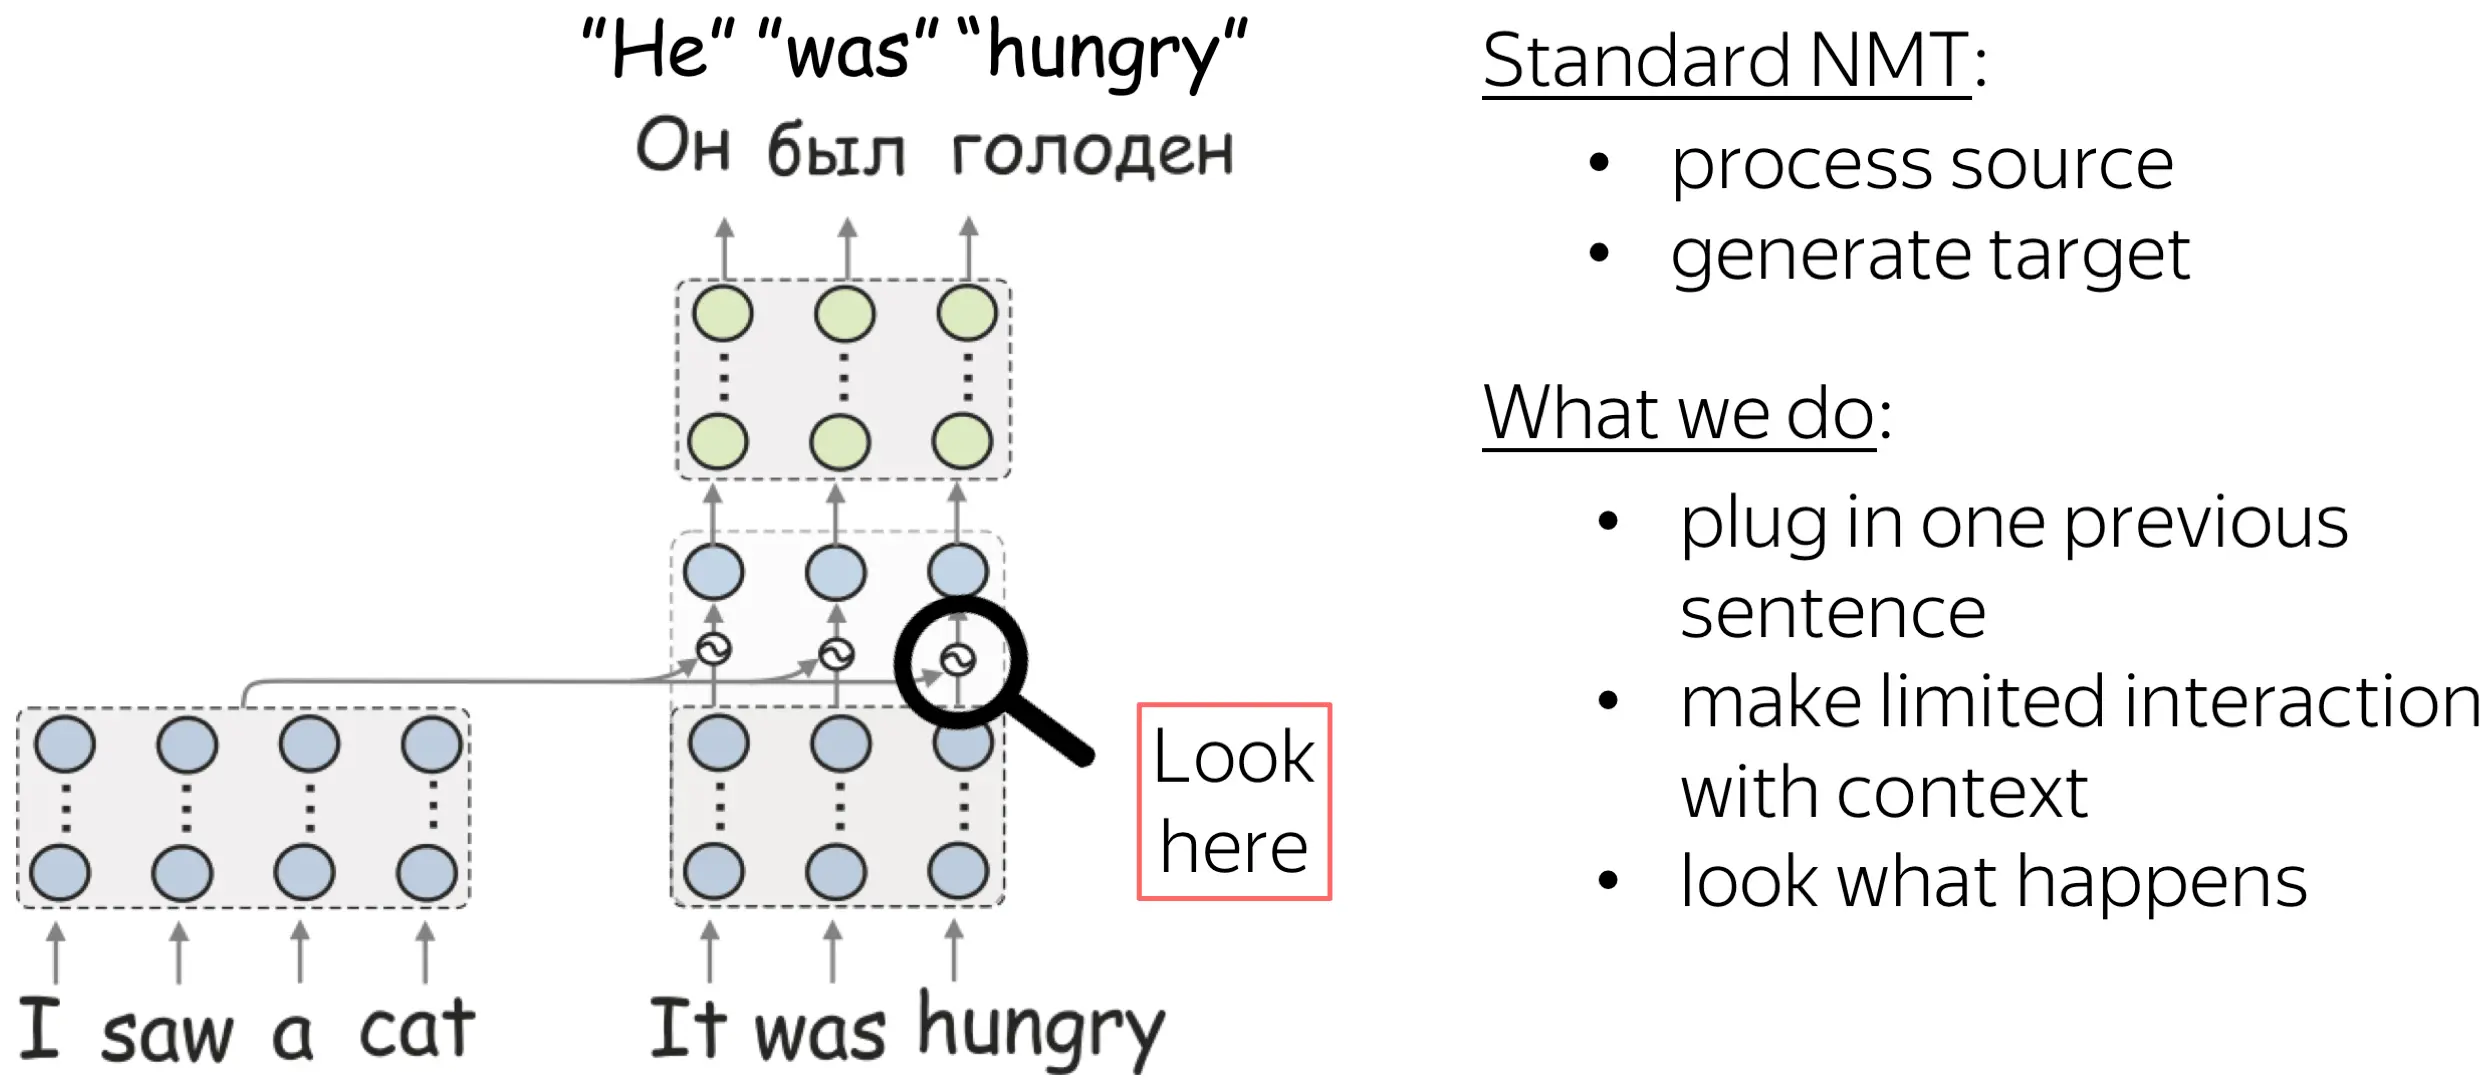 "He" "was" "hungry"
Он был голоден
I saw a cat
It was hungry
Look
here
Standard NMT:
• process source
• generate target
What we do:
• plug in one previous
sentence
• make limited interaction
with context
• look what happens